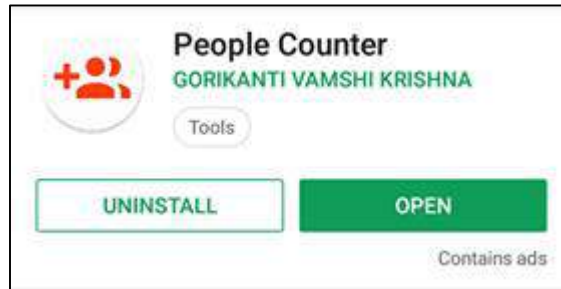 People Counter
GORIKANTI VAMSHI KRISHNA
Tools
UNINSTALL OPEN
Contains ads